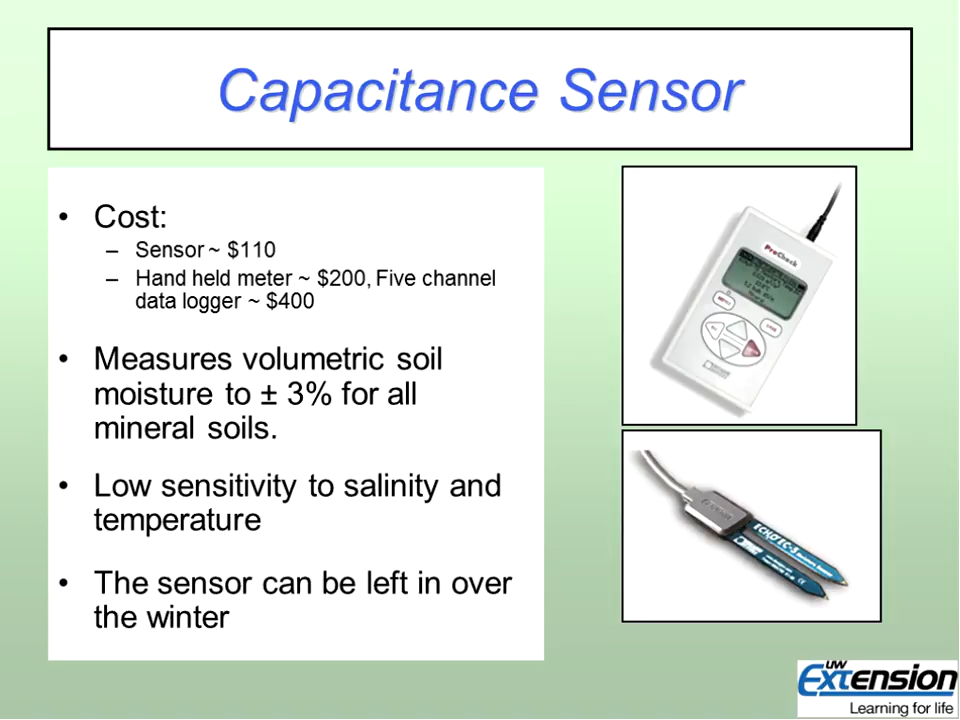 Capacitance Sensor
• Cost:
– Sensor ~ $110
– Hand held meter ~ $200, Five channel
data logger ~ $400
• Measures volumetric soil
moisture to ± 3% for all
mineral soils.
• Low sensitivity to salinity and
temperature
• The sensor can be left in over
the winter
ProCheck
MENU
ECH2O EC-5
UW
Extension
Learning for life